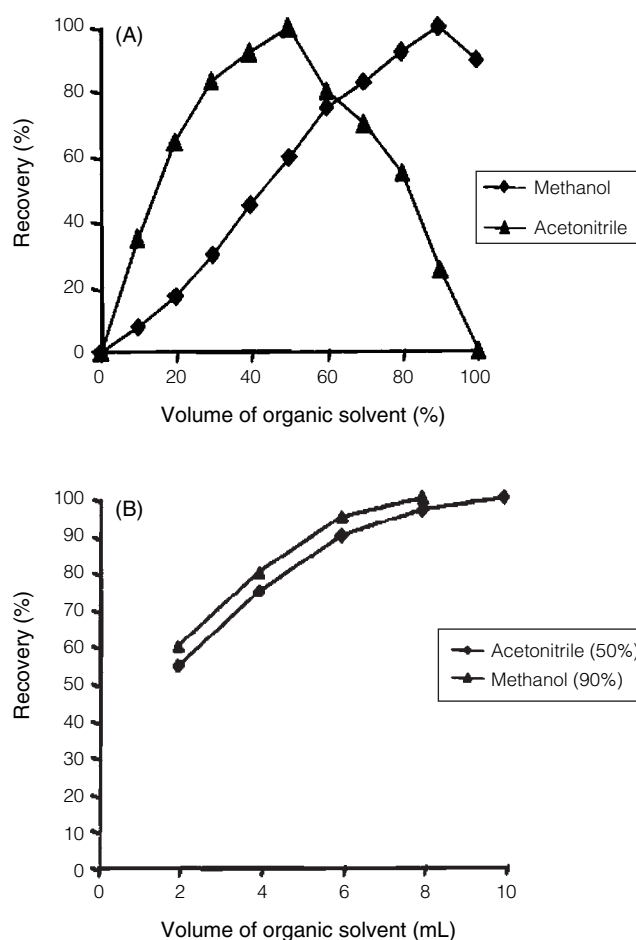 (A)
100
80
60
40
20
0
Recovery (%)
0 20 40 60 80 100
Volume of organic solvent (%)
Methanol
Acetonitrile
(B)
100
90
80
70
60
50
40
30
20
10
0
Recovery (%)
0 2 4 6 8 10
Volume of organic solvent (mL)
Acetonitrile (50%)
Methanol (90%)